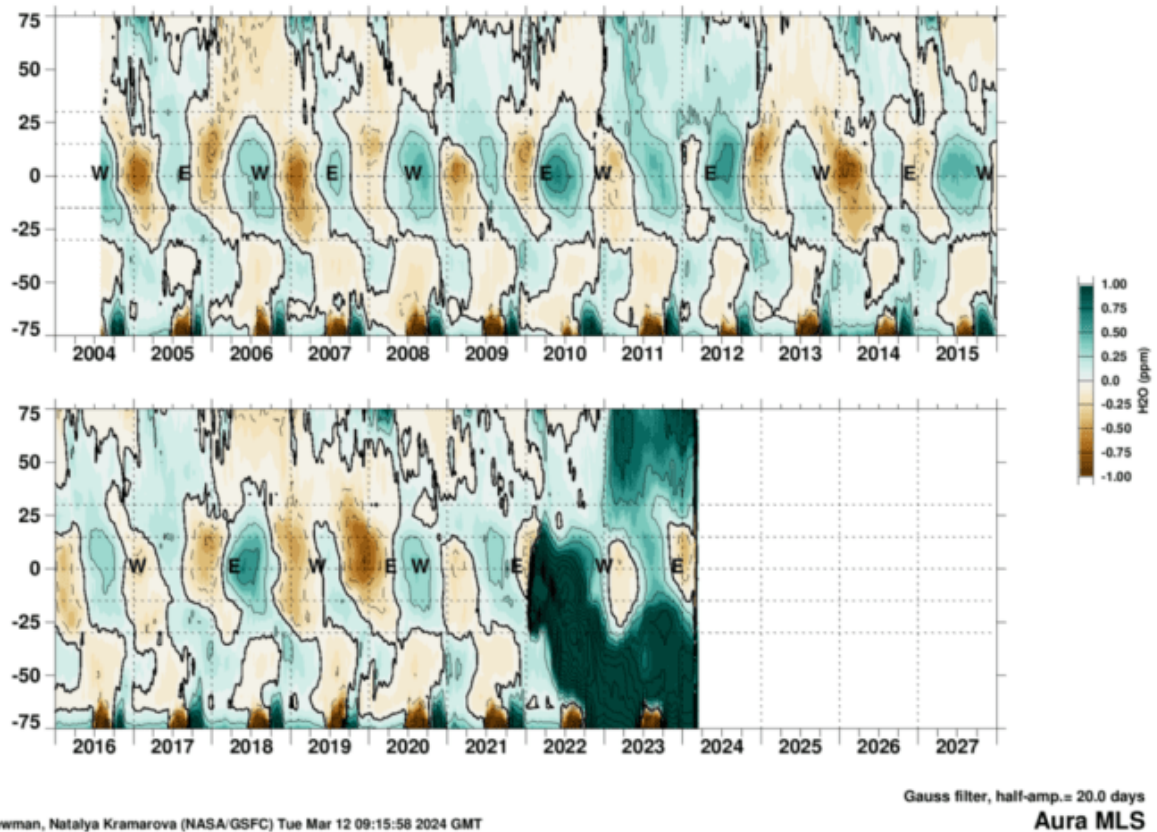 75
50
25
0
-25
-50
-75
W E W E W E W E W E W
2004 2005 2006 2007 2008 2009 2010 2011 2012 2013 2014 2015
75
50
25
0
-25
-50
-75
W E W E W E W E
2016 2017 2018 2019 2020 2021 2022 2023 2024 2025 2026 2027
1.00
0.75
0.50
0.25
0.0
-0.25
-0.50
-0.75
-1.00
H2O (ppm)
Gauss filter, half-amp.= 20.0 days
Natalya Kramarova (NASA/GSFC) Tue Mar 12 09:15:58 2024 GMT
Aura MLS